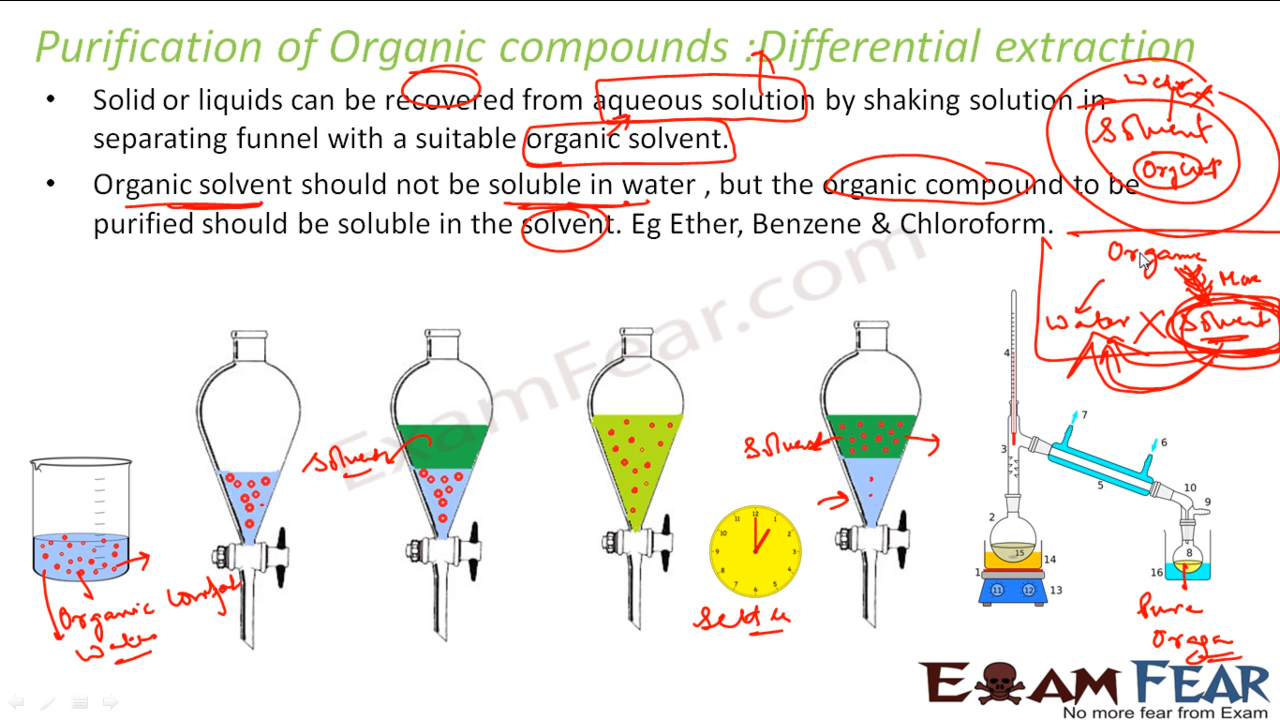 Purification of Organic compounds :Differential extraction
• Solid or liquids can be recovered from aqueous solution by shaking solution in
separating funnel with a suitable organic solvent.
• Organic solvent should not be soluble in water , but the organic compound to be
purified should be soluble in the solvent. Eg Ether, Benzene & Chloroform.
Water
Solvent
Organic
More
Water X Solvent
ExamFear.com
Solvent
Solvent
Organic
Water
Settle
12
1
2
3
4
5
6
7
8
9
10
11
4
7
3
6
5
10
9
2
8
15
14
1
16
11
12
13
Pure
EXAM FEAR
No more fear from Exam